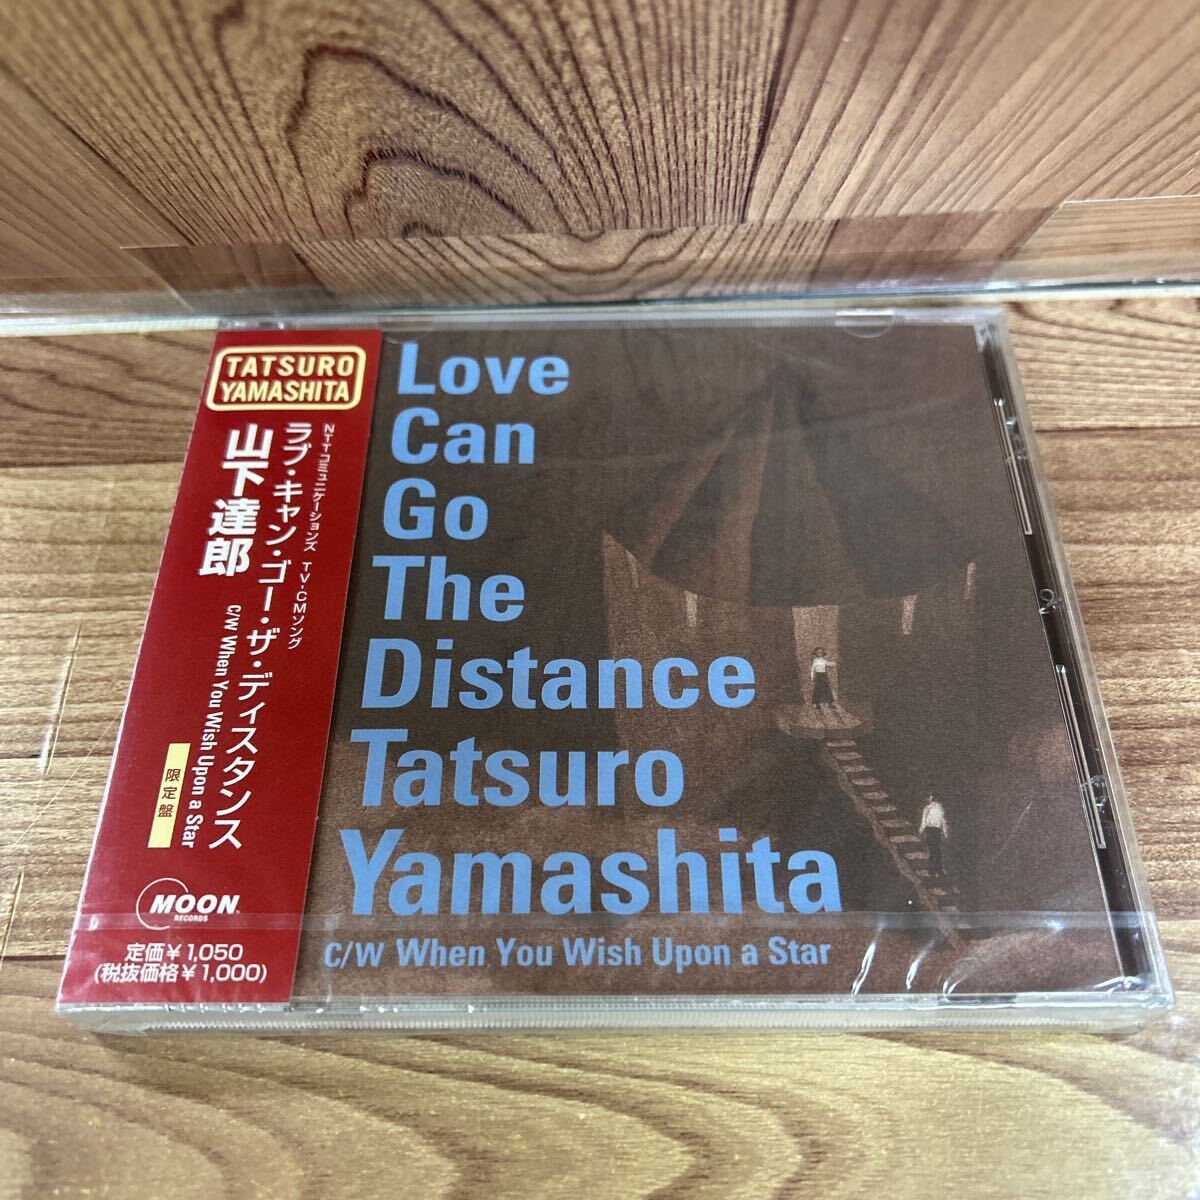 TATSURO
YAMASHITA
NTTコミュニケーションズ TV-CMソング
ラブ・キャン・ゴー・ザ・ディスタンス
山下達郎
C/W When You Wish Upon a Star
限定盤
MOON
RECORDS
定価¥1,050
(税抜価格¥1,000)
Love
Can
Go
The
Distance
Tatsuro
Yamashita
C/W When You Wish Upon a Star